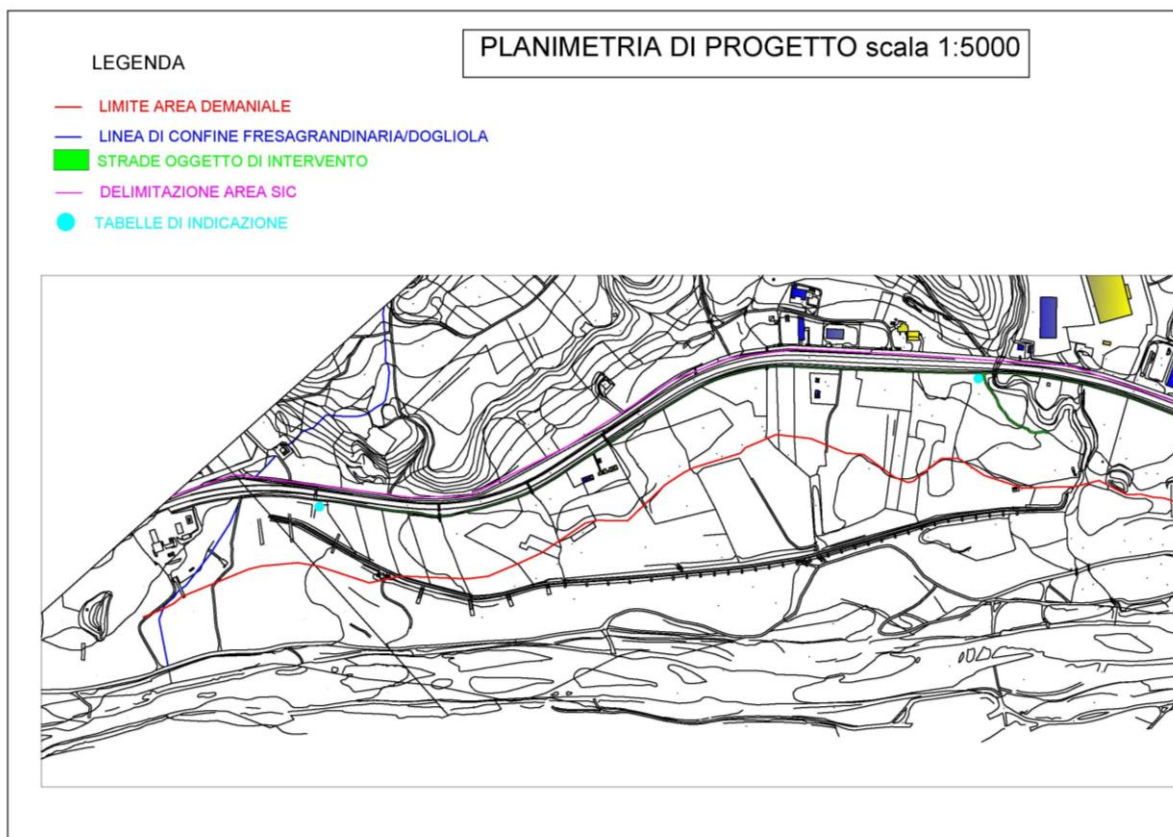 PLANIMETRIA DI PROGETTO scala 1:5000
LEGENDA
LIMITE AREA DEMANIALE
LINEA DI CONFINE FRESAGRANDINARIA/DOGLIOLA
STRADE OGGETTO DI INTERVENTO
DELIMITAZIONE AREA SIC
TABELLE DI INDICAZIONE